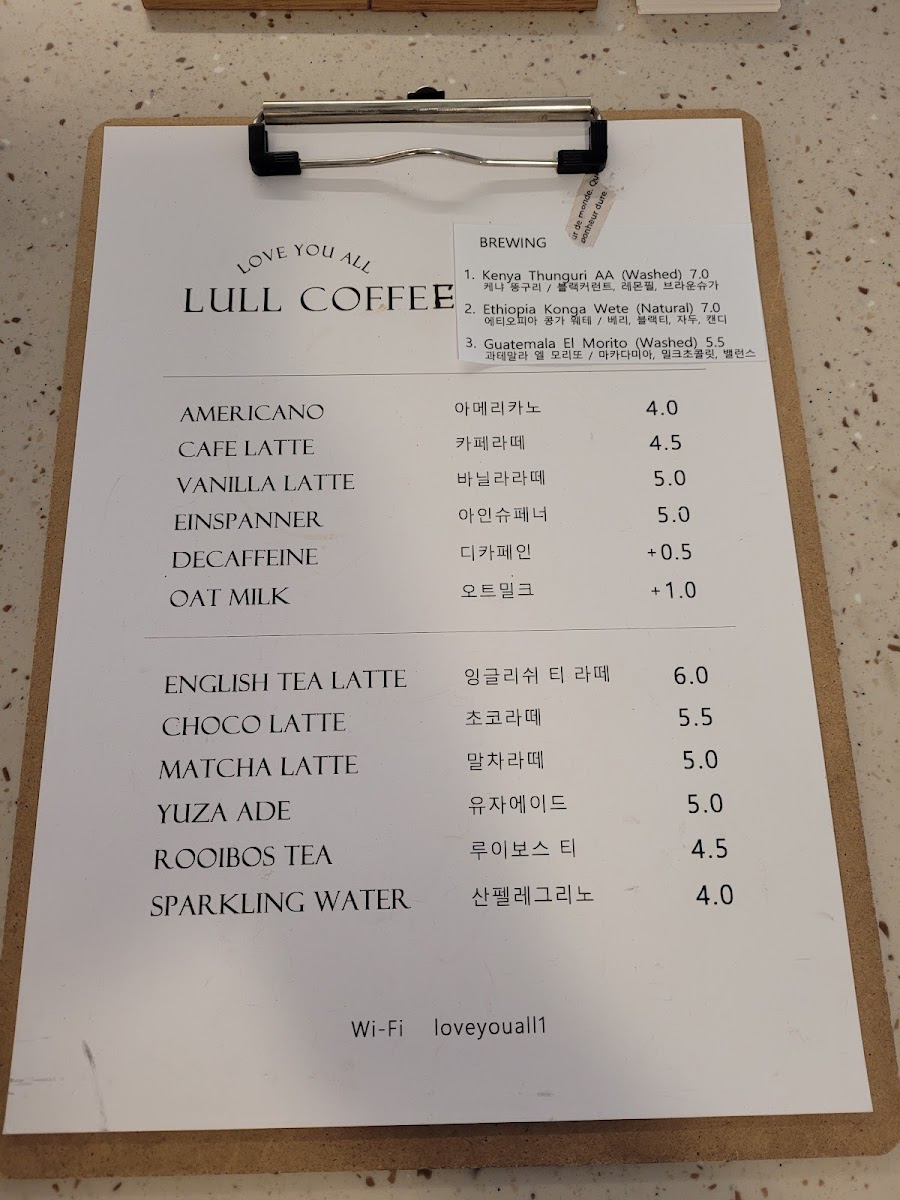 ur de monde. Qu
bonheur dure
LOVE YOU ALL
LULL COFFEE
BREWING
1. Kenya Thunguri AA (Washed) 7.0
케냐 뚱구리 / 블랙커런트, 레몬필, 브라운슈가
2. Ethiopia Konga Wete (Natural) 7.0
에티오피아 콩가 웨테 / 베리, 블랙티, 자두, 캔디
3. Guatemala El Morito (Washed) 5.5
과테말라 엘 모리또 / 마카다미아, 밀크초콜릿, 밸런스
AMERICANO 아메리카노 4.0
CAFE LATTE 카페라떼 4.5
VANILLA LATTE 바닐라라떼 5.0
EINSPANNER 아인슈페너 5.0
DECAFFEINE 디카페인 +0.5
OAT MILK 오트밀크 +1.0
ENGLISH TEA LATTE 잉글리쉬 티 라떼 6.0
CHOCO LATTE 초코라떼 5.5
MATCHA LATTE 말차라떼 5.0
YUZA ADE 유자에이드 5.0
ROOIBOS TEA 루이보스 티 4.5
SPARKLING WATER 산펠레그리노 4.0
Wi-Fi loveyouall1